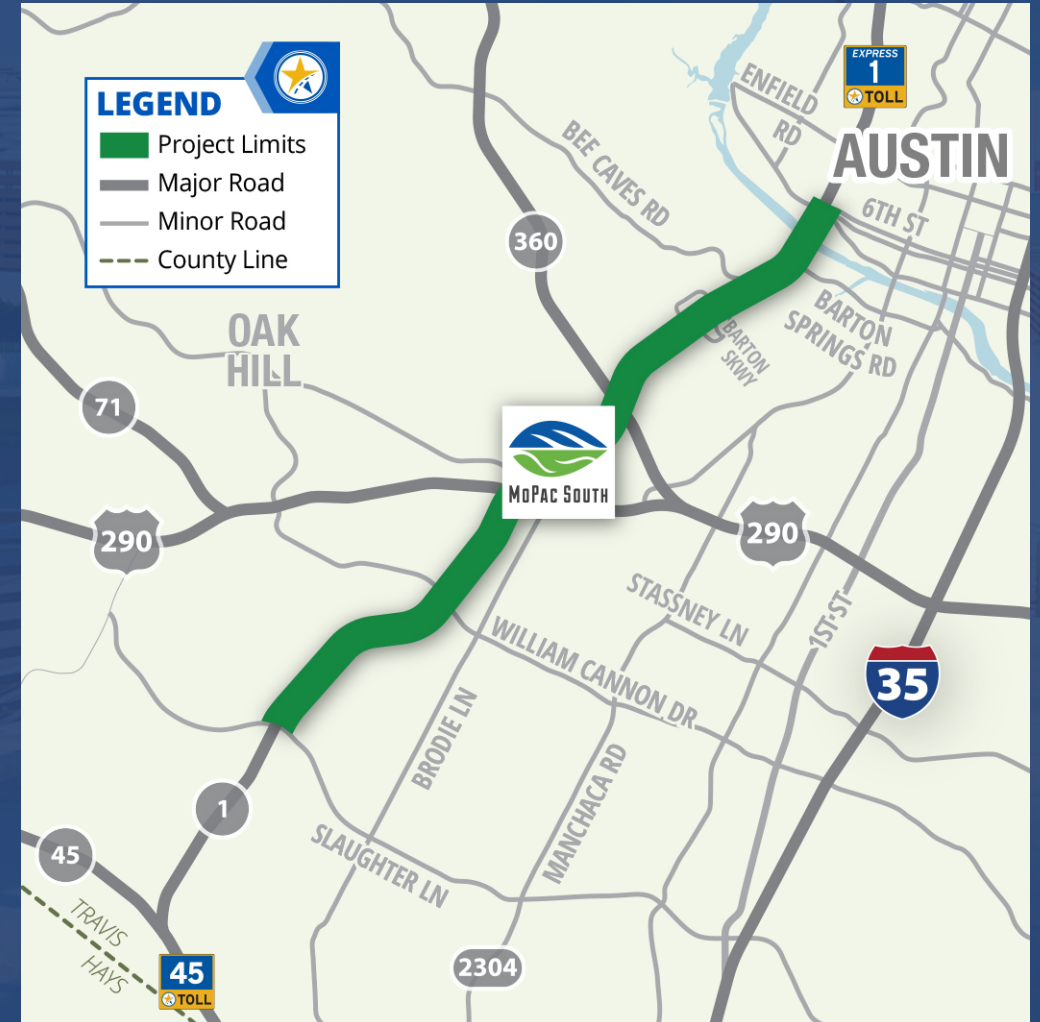 LEGEND
Project Limits
Major Road
Minor Road
County Line
EXPRESS
1
TOLL
ENFIELD
RD
AUSTIN
BEE CAVES RD
6TH ST
360
BARTON
SPRINGS RD
BARTON
SKWY
OAK
HILL
71
MOPAC SOUTH
290
290
STASSNEY LN
1ST ST
WILLIAM CANNON DR
35
BRODIE LN
MANCHACA RD
1
SLAUGHTER LN
45
TRAVIS
HAYS
45
TOLL
2304